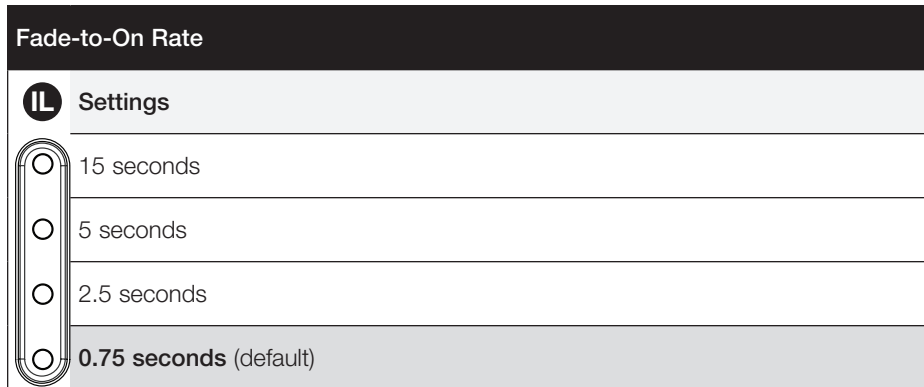 Fade-to-On Rate
IL Settings
15 seconds
5 seconds
2.5 seconds
0.75 seconds (default)